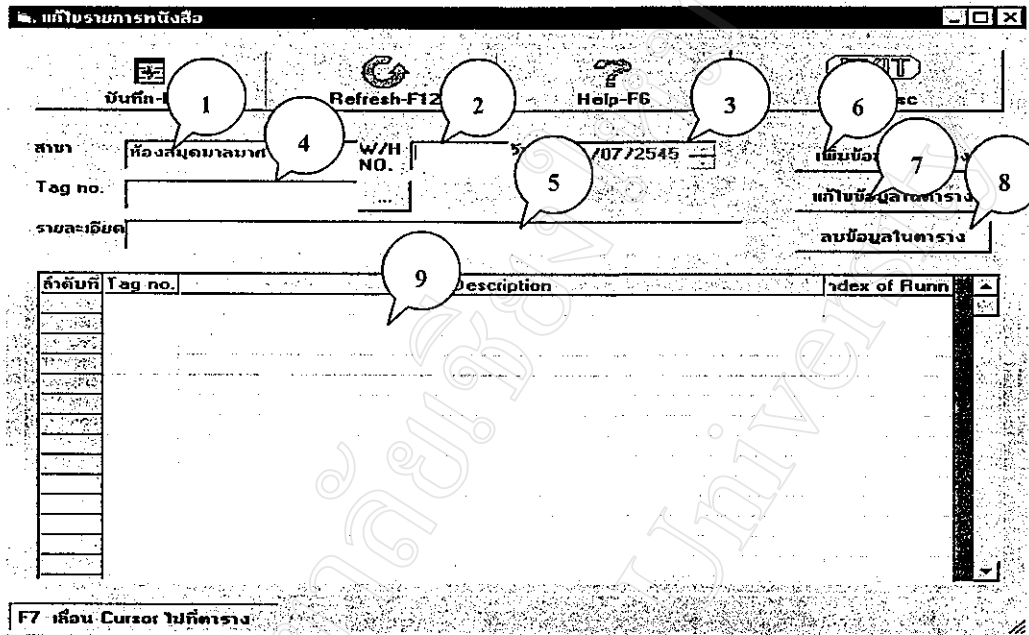 แก้ไขรายการหนังสือ
บันทึก- Refresh-F12 Help-F6
1 2 3 6
สาขา ห้องสมุดมาลมาศ W/H NO. /07/2545
4 5 7 8
Tag no. ... แก้ไขข้อมูลในตาราง
รายละเอียด ลบข้อมูลในตาราง
9
ลำดับที่ Tag no. Description
F7 เลื่อน Cursor ไปที่ตาราง